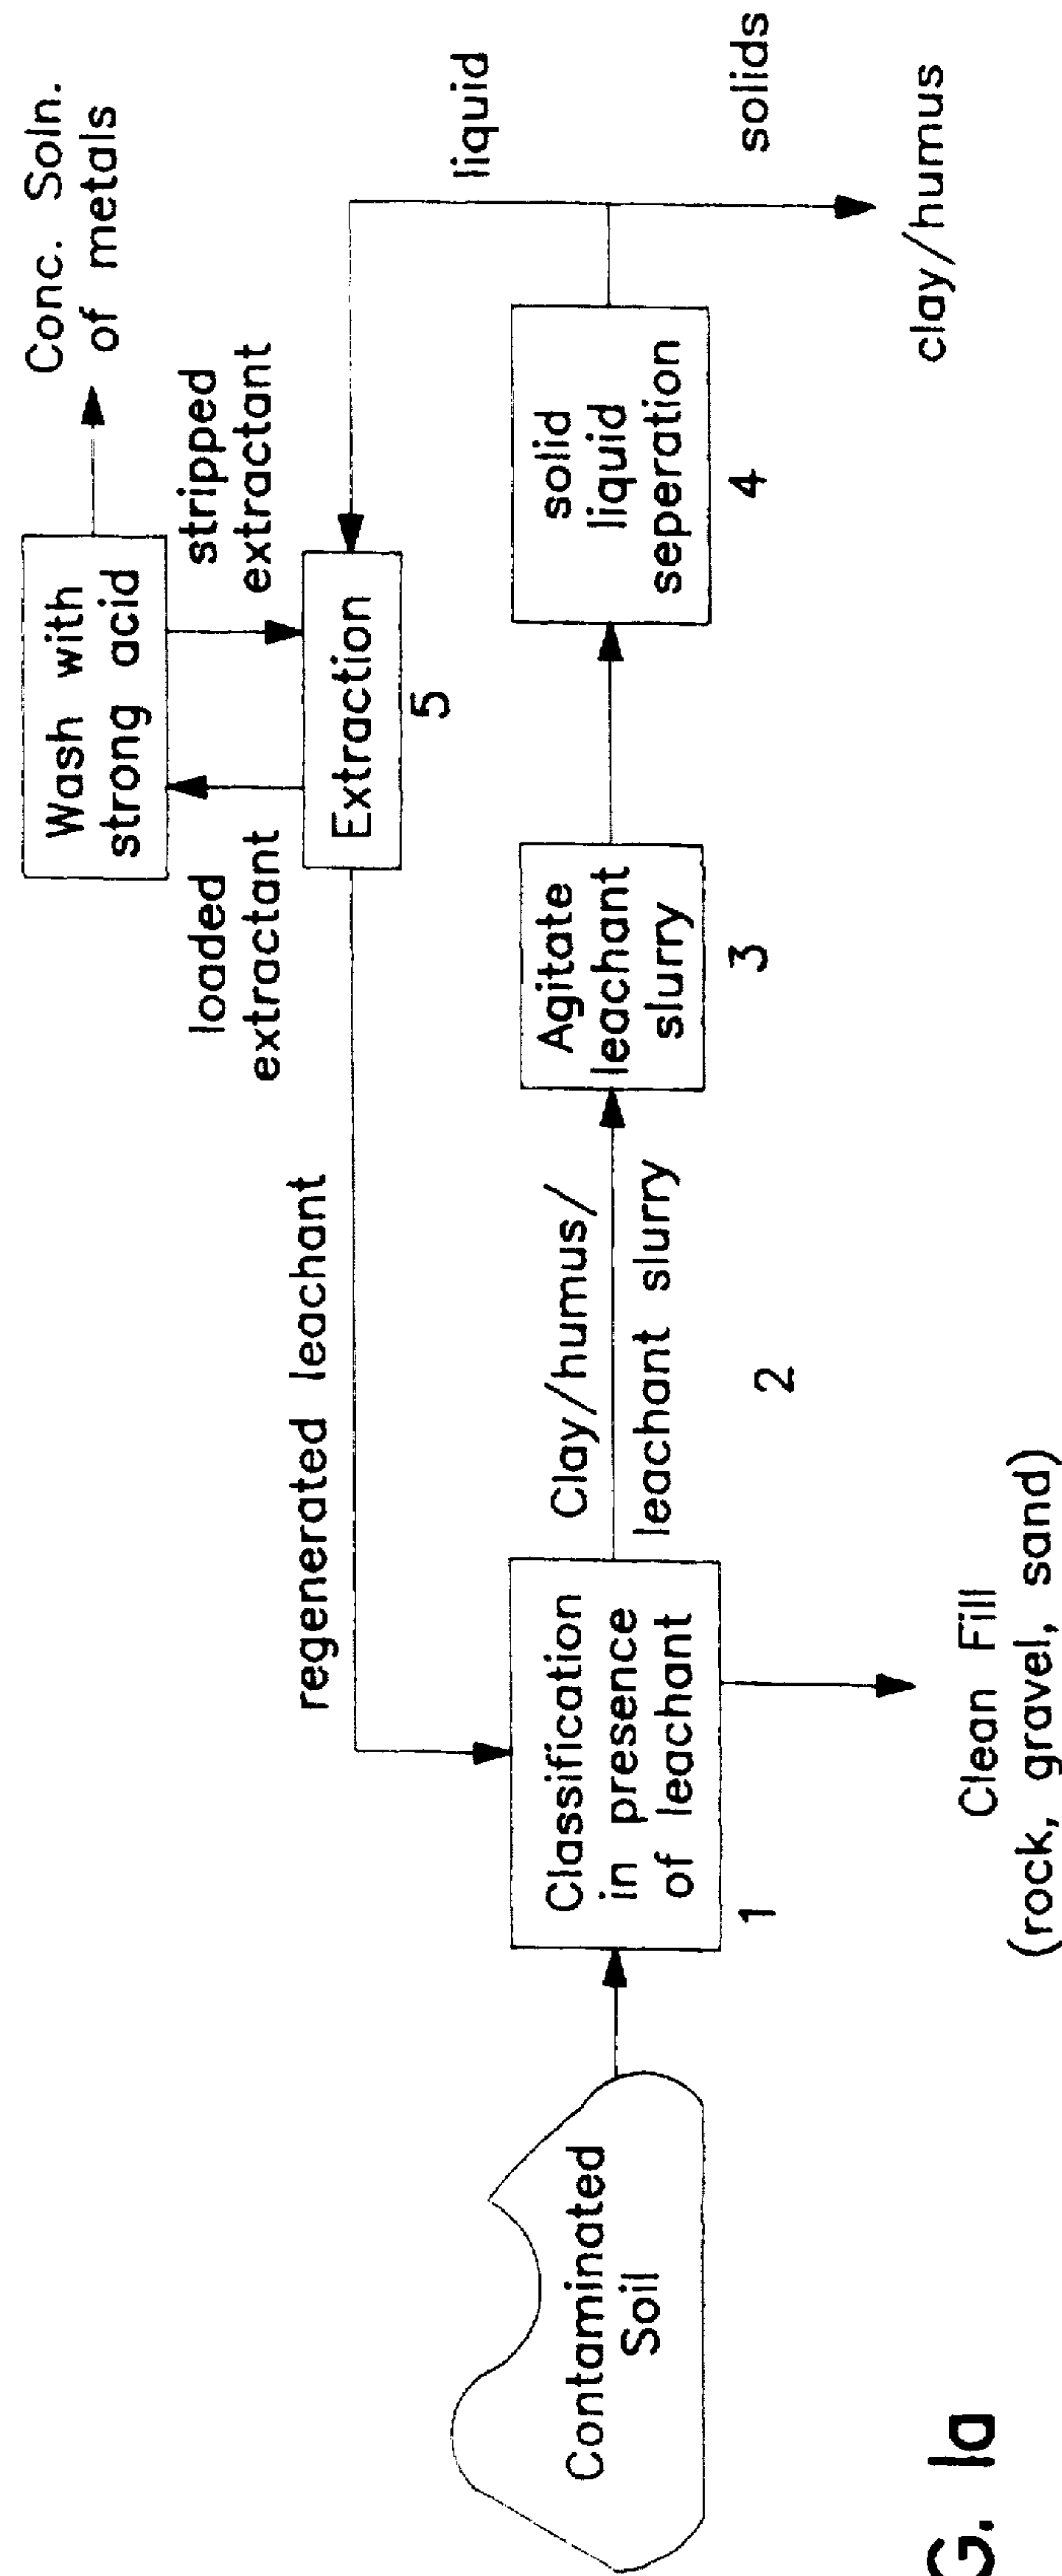 Contaminated
Soil
Classification
in presence
of leachant
1
Clean Fill
(rock, gravel, sand)
Clay/humus/
leachant slurry
2
Agitate
leachant
slurry
3
solid
liquid
seperation
4
liquid
solids
clay/humus
Extraction
5
regenerated leachant
loaded
extractant
stripped
extractant
Wash with
strong acid
Conc. Soln.
of metals
G. 1a